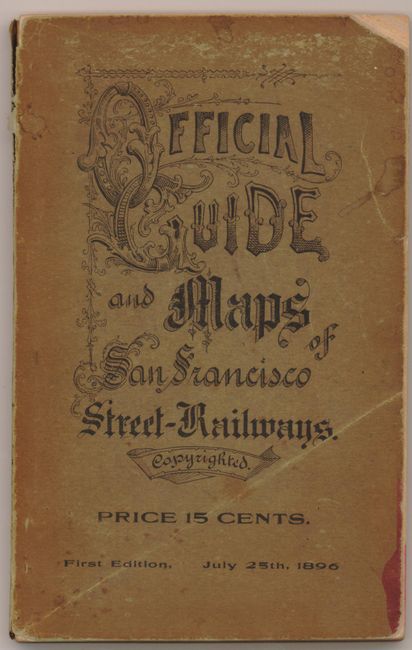 Official
Guide
and Maps
of
San Francisco
Street-Railways.
Copyrighted.
PRICE 15 CENTS.
First Edition, July 25th, 1896